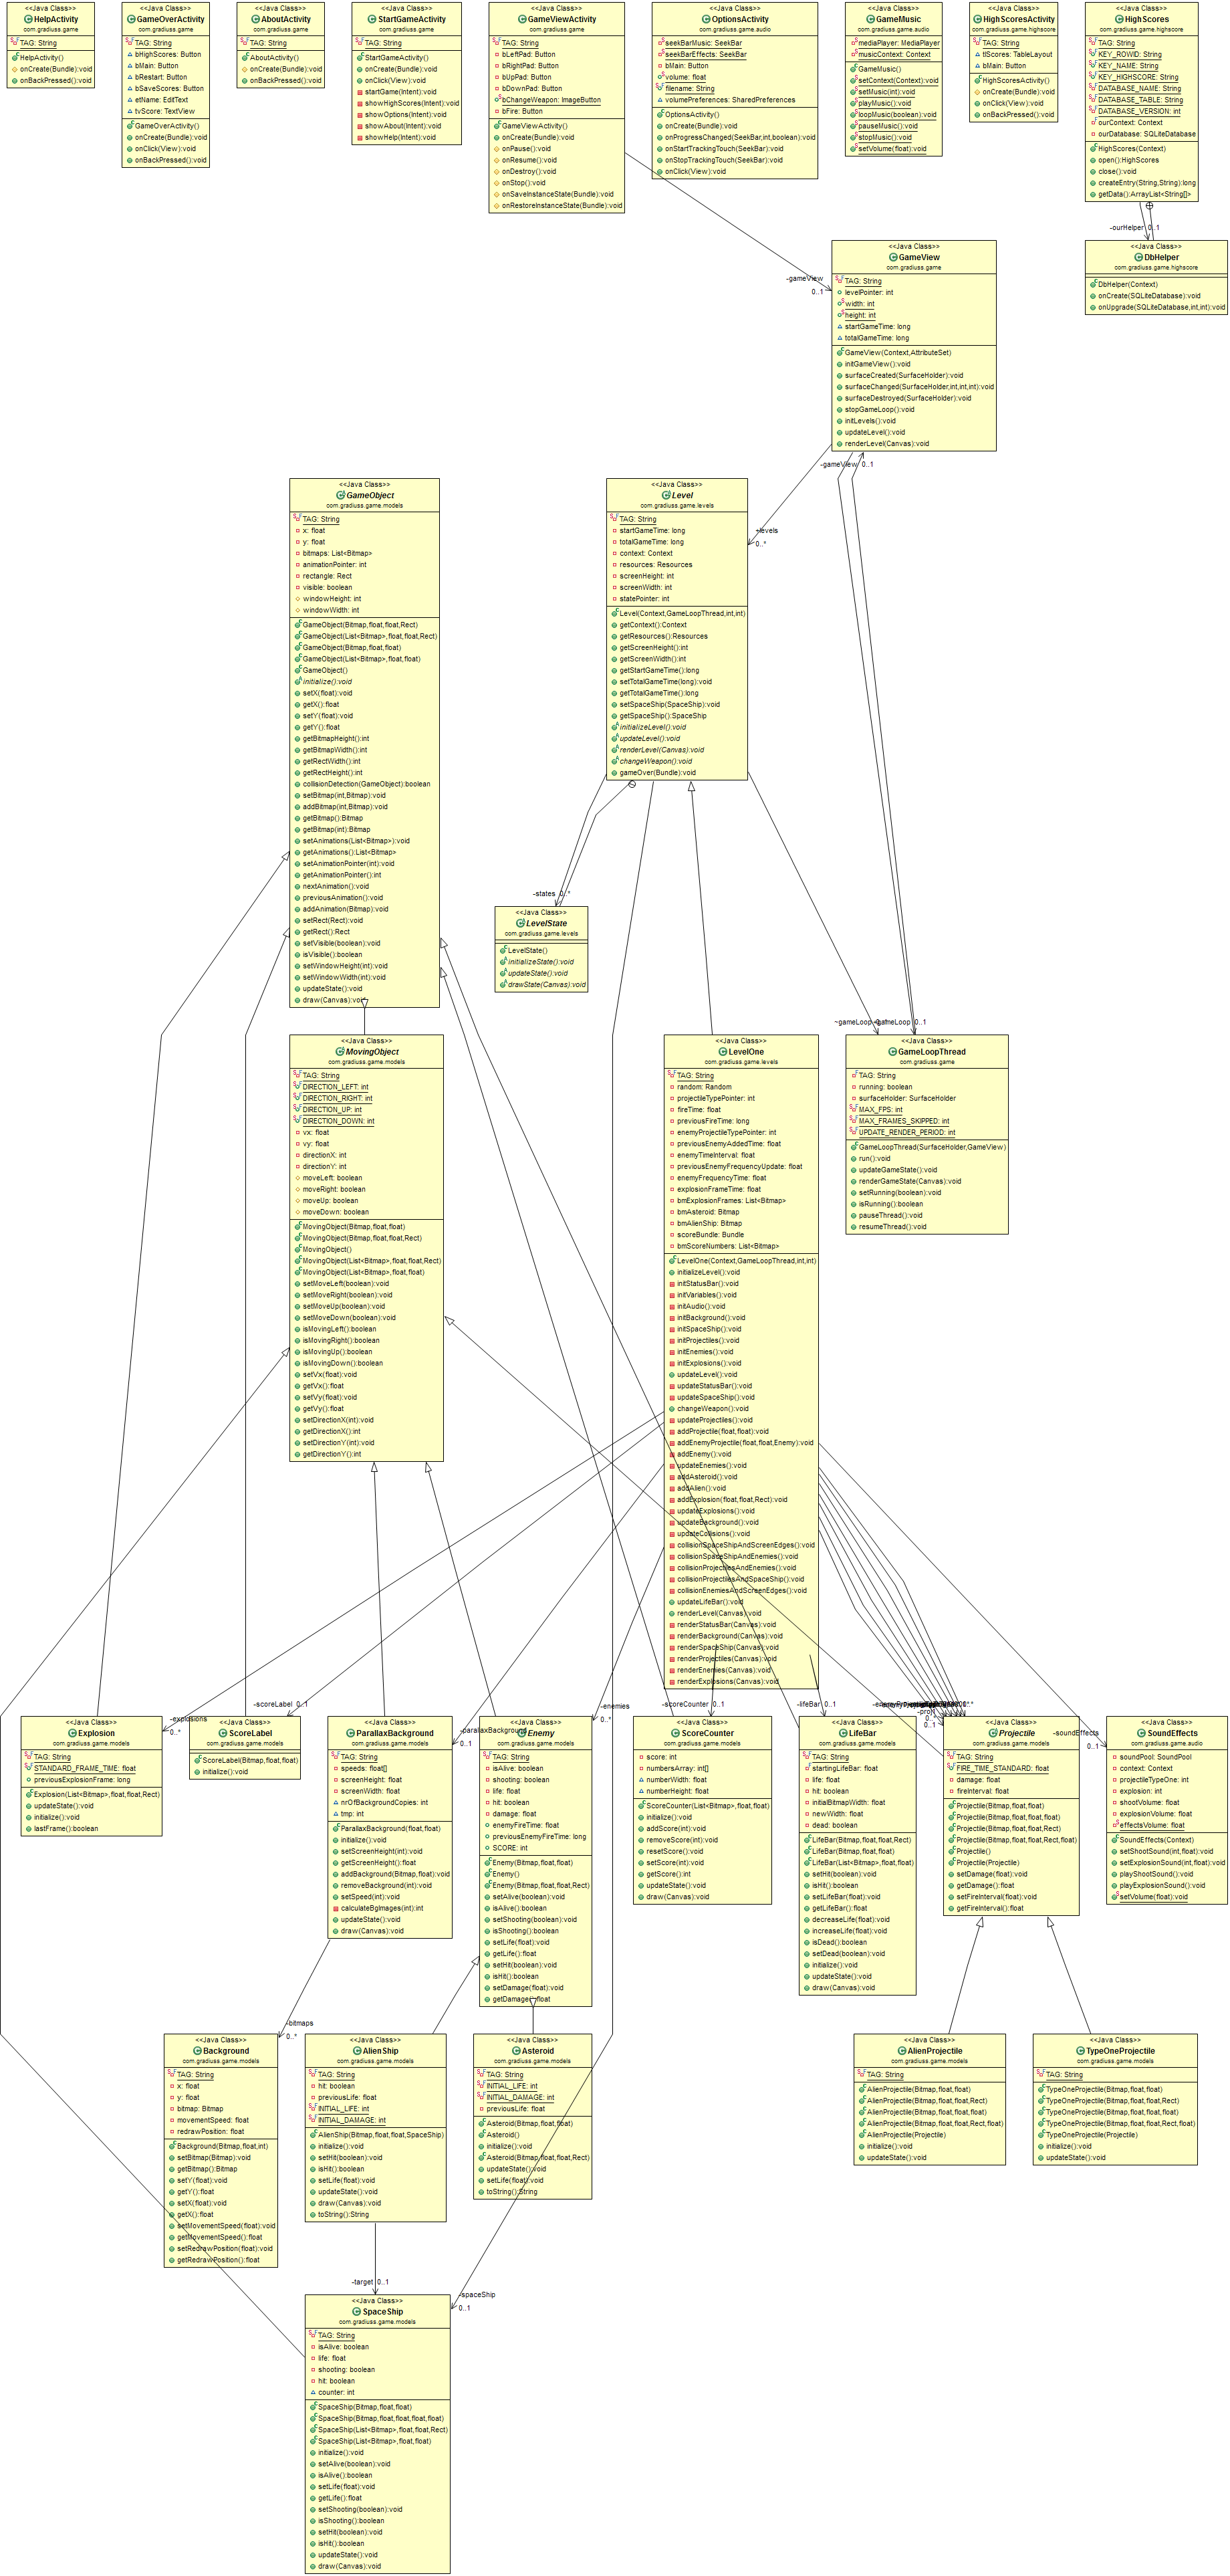 <<Java Class>>
HelpActivity
com.gradiuss.game
TAG: String
HelpActivity()
onCreate(Bundle):void
onBackPressed():void
<<Java Class>>
GameOverActivity
com.gradiuss.game
TAG: String
bHighScores: Button
bMain: Button
bRestart: Button
bSaveScores: Button
etName: EditText
tvScore: TextView
GameOverActivity()
onCreate(Bundle):void
onClick(View):void
onBackPressed():void
<<Java Class>>
AboutActivity
com.gradiuss.game
TAG: String
AboutActivity()
onCreate(Bundle):void
onBackPressed():void
<<Java Class>>
StartGameActivity
com.gradiuss.game
TAG: String
StartGameActivity()
onCreate(Bundle):void
onClick(View):void
startGame(Intent):void
showHighScores(Intent):void
showOptions(Intent):void
showAbout(Intent):void
showHelp(Intent):void
<<Java Class>>
GameViewActivity
com.gradiuss.game
TAG: String
bLeftPad: Button
bRightPad: Button
bUpPad: Button
bDownPad: Button
bChangeWeapon: ImageButton
bFire: Button
GameViewActivity()
onCreate(Bundle):void
onPause():void
onResume():void
onDestroy():void
onStop():void
onSaveInstanceState(Bundle):void
onRestoreInstanceState(Bundle):void
<<Java Class>>
OptionsActivity
com.gradiuss.game.audio
seekBarMusic: SeekBar
seekBarEffects: SeekBar
bMain: Button
volume: float
filename: String
volumePreferences: SharedPreferences
OptionsActivity()
onCreate(Bundle):void
onProgressChanged(SeekBar,int,boolean):void
onStartTrackingTouch(SeekBar):void
onStopTrackingTouch(SeekBar):void
onClick(View):void
<<Java Class>>
GameMusic
com.gradiuss.game.audio
mediaPlayer: MediaPlayer
musicContext: Context
GameMusic()
setContext(Context):void
setMusic(int):void
playMusic():void
loopMusic(boolean):void
pauseMusic():void
stopMusic():void
setVolume(float):void
<<Java Class>>
HighScoresActivity
com.gradiuss.game.highscore
TAG: String
tlScores: TableLayout
bMain: Button
HighScoresActivity()
onCreate(Bundle):void
onClick(View):void
onBackPressed():void
<<Java Class>>
HighScores
com.gradiuss.game.highscore
TAG: String
KEY_ROWID: String
KEY_NAME: String
KEY_HIGHSCORE: String
DATABASE_NAME: String
DATABASE_TABLE: String
DATABASE_VERSION: int
ourContext: Context
ourDatabase: SQLiteDatabase
HighScores(Context)
open():HighScores
close():void
createEntry(String,String):long
getData():ArrayList<String[]>
-ourHelper 0..1
<<Java Class>>
DbHelper
com.gradiuss.game.highscore
DbHelper(Context)
onCreate(SQLiteDatabase):void
onUpgrade(SQLiteDatabase,int,int):void
-gameView
0..1
<<Java Class>>
GameView
com.gradiuss.game
TAG: String
levelPointer: int
width: int
height: int
startGameTime: long
totalGameTime: long
GameView(Context,AttributeSet)
initGameView():void
surfaceCreated(SurfaceHolder):void
surfaceChanged(SurfaceHolder,int,int,int):void
surfaceDestroyed(SurfaceHolder):void
stopGameLoop():void
initLevels():void
updateLevel():void
renderLevel(Canvas):void
-gameView 0..1
<<Java Class>>
GameObject
com.gradiuss.game.models
TAG: String
x: float
y: float
bitmaps: List<Bitmap>
animationPointer: int
rectangle: Rect
visible: boolean
windowHeight: int
windowWidth: int
GameObject(Bitmap,float,float,Rect)
GameObject(List<Bitmap>,float,float,Rect)
GameObject(Bitmap,float,float)
GameObject(List<Bitmap>,float,float)
GameObject()
initialize():void
setX(float):void
getX():float
setY(float):void
getY():float
getBitmapHeight():int
getBitmapWidth():int
getRectWidth():int
getRectHeight():int
collisionDetection(GameObject):boolean
setBitmap(int,Bitmap):void
addBitmap(int,Bitmap):void
getBitmap():Bitmap
getBitmap(int):Bitmap
setAnimations(List<Bitmap>):void
getAnimations():List<Bitmap>
setAnimationPointer(int):void
getAnimationPointer():int
nextAnimation():void
previousAnimation():void
addAnimation(Bitmap):void
setRect(Rect):void
getRect():Rect
setVisible(boolean):void
isVisible():boolean
setWindowHeight(int):void
setWindowWidth(int):void
updateState():void
draw(Canvas):void
<<Java Class>>
Level
com.gradiuss.game.levels
TAG: String
startGameTime: long
totalGameTime: long
context: Context
resources: Resources
screenHeight: int
screenWidth: int
statePointer: int
Level(Context,GameLoopThread,int,int)
getContext():Context
getResources():Resources
getScreenHeight():int
getScreenWidth():int
getStartGameTime():long
setTotalGameTime(long):void
getTotalGameTime():long
setSpaceShip(SpaceShip):void
getSpaceShip():SpaceShip
initializeLevel():void
updateLevel():void
renderLevel(Canvas):void
changeWeapon():void
gameOver(Bundle):void
~levels
0..*
-states 0..*
<<Java Class>>
LevelState
com.gradiuss.game.levels
LevelState()
initializeState():void
updateState():void
drawState(Canvas):void
<<Java Class>>
MovingObject
com.gradiuss.game.models
TAG: String
DIRECTION_LEFT: int
DIRECTION_RIGHT: int
DIRECTION_UP: int
DIRECTION_DOWN: int
vx: float
vy: float
directionX: int
directionY: int
moveLeft: boolean
moveRight: boolean
moveUp: boolean
moveDown: boolean
MovingObject(Bitmap,float,float)
MovingObject(Bitmap,float,float,Rect)
MovingObject()
MovingObject(List<Bitmap>,float,float,Rect)
MovingObject(List<Bitmap>,float,float)
setMoveLeft(boolean):void
setMoveRight(boolean):void
setMoveUp(boolean):void
setMoveDown(boolean):void
isMovingLeft():boolean
isMovingRight():boolean
isMovingUp():boolean
isMovingDown():boolean
setVx(float):void
getVx():float
setVy(float):void
getVy():float
setDirectionX(int):void
getDirectionX():int
setDirectionY(int):void
getDirectionY():int
<<Java Class>>
LevelOne
com.gradiuss.game.levels
TAG: String
random: Random
projectileTypePointer: int
fireTime: float
previousFireTime: long
enemyProjectileTypePointer: int
previousEnemyAddedTime: float
enemyTimeInterval: float
previousEnemyFrequencyUpdate: float
enemyFrequencyTime: float
explosionFrameTime: float
bmExplosionFrames: List<Bitmap>
bmAsteroid: Bitmap
bmAlienShip: Bitmap
scoreBundle: Bundle
bmScoreNumbers: List<Bitmap>
LevelOne(Context,GameLoopThread,int,int)
initializeLevel():void
initStatusBar():void
initVariables():void
initAudio():void
initBackground():void
initSpaceShip():void
initProjectiles():void
initEnemies():void
initExplosions():void
updateLevel():void
updateStatusBar():void
updateSpaceShip():void
changeWeapon():void
updateProjectiles():void
addProjectile(float,float):void
addEnemyProjectile(float,float,Enemy):void
addEnemy():void
updateEnemies():void
addAsteroid():void
addAlien():void
addExplosion(float,float,Rect):void
updateExplosions():void
updateBackground():void
updateCollisions():void
collisionSpaceShipAndScreenEdges():void
collisionSpaceShipAndEnemies():void
collisionProjectilesAndEnemies():void
collisionProjectilesAndSpaceShip():void
collisionEnemiesAndScreenEdges():void
updateLifeBar():void
renderLevel(Canvas):void
renderStatusBar(Canvas):void
renderBackground(Canvas):void
renderSpaceShip(Canvas):void
renderProjectiles(Canvas):void
renderEnemies(Canvas):void
renderExplosions(Canvas):void
~gameLoop
0..1
<<Java Class>>
GameLoopThread
com.gradiuss.game
TAG: String
running: boolean
surfaceHolder: SurfaceHolder
MAX_FPS: int
MAX_FRAMES_SKIPPED: int
UPDATE_RENDER_PERIOD: int
GameLoopThread(SurfaceHolder,GameView)
run():void
updateGameState():void
renderGameState(Canvas):void
setRunning(boolean):void
isRunning():boolean
pauseThread():void
resumeThread():void
-explosions
0..*
<<Java Class>>
Explosion
com.gradiuss.game.models
TAG: String
STANDARD_FRAME_TIME: float
previousExplosionFrame: long
Explosion(List<Bitmap>,float,float,Rect)
updateState():void
initialize():void
lastFrame():boolean
-scoreLabel 0..1
<<Java Class>>
ScoreLabel
com.gradiuss.game.models
ScoreLabel(Bitmap,float,float)
initialize():void
-parallaxBackground
0..1
<<Java Class>>
ParallaxBackground
com.gradiuss.game.models
TAG: String
speeds: float[]
screenHeight: float
screenWidth: float
nrOfBackgroundCopies: int
tmp: int
ParallaxBackground(float,float)
initialize():void
setScreenHeight(int):void
getScreenHeight():float
addBackground(Bitmap,float):void
removeBackground(int):void
setSpeed(int):void
calculateBgImages(int):int
updateState():void
draw(Canvas):void
-enemies
0..*
<<Java Class>>
Enemy
com.gradiuss.game.models
TAG: String
isAlive: boolean
shooting: boolean
life: float
hit: boolean
damage: float
enemyFireTime: float
previousEnemyFireTime: long
SCORE: int
Enemy(Bitmap,float,float)
Enemy()
Enemy(Bitmap,float,float,Rect)
setAlive(boolean):void
isAlive():boolean
setShooting(boolean):void
isShooting():boolean
setLife(float):void
getLife():float
setHit(boolean):void
isHit():boolean
setDamage(float):void
getDamage():float
-scoreCounter 0..1
<<Java Class>>
ScoreCounter
com.gradiuss.game.models
score: int
numbersArray: int[]
numberWidth: float
numberHeight: float
ScoreCounter(List<Bitmap>,float,float)
initialize():void
addScore(int):void
removeScore(int):void
resetScore():void
setScore(int):void
getScore():int
updateState():void
draw(Canvas):void
-lifeBar 0..1
<<Java Class>>
LifeBar
com.gradiuss.game.models
TAG: String
startingLifeBar: float
life: float
hit: boolean
initialBitmapWidth: float
newWidth: float
dead: boolean
LifeBar(Bitmap,float,float,Rect)
LifeBar(Bitmap,float,float)
LifeBar(List<Bitmap>,float,float)
setHit(boolean):void
isHit():boolean
setLifeBar(float):void
getLifeBar():float
decreaseLife(float):void
increaseLife(float):void
isDead():boolean
setDead(boolean):void
initialize():void
updateState():void
draw(Canvas):void
0..1
<<Java Class>>
Projectile
com.gradiuss.game.models
TAG: String
FIRE_TIME_STANDARD: float
damage: float
fireInterval: float
Projectile(Bitmap,float,float)
Projectile(Bitmap,float,float,float)
Projectile(Bitmap,float,float,Rect)
Projectile(Bitmap,float,float,Rect,float)
Projectile()
Projectile(Projectile)
setDamage(float):void
getDamage():float
setFireInterval(float):void
getFireInterval():float
-soundEffects
0..1
<<Java Class>>
SoundEffects
com.gradiuss.game.audio
soundPool: SoundPool
context: Context
projectileTypeOne: int
explosion: int
shootVolume: float
explosionVolume: float
effectsVolume: float
SoundEffects(Context)
setShootSound(int,float):void
setExplosionSound(int,float):void
playShootSound():void
playExplosionSound():void
setVolume(float):void
-bitmaps
0..*
<<Java Class>>
Background
com.gradiuss.game.models
TAG: String
x: float
y: float
bitmap: Bitmap
movementSpeed: float
redrawPosition: float
Background(Bitmap,float,int)
setBitmap(Bitmap):void
getBitmap():Bitmap
setY(float):void
getY():float
setX(float):void
getX():float
setMovementSpeed(float):void
getMovementSpeed():float
setRedrawPosition(float):void
getRedrawPosition():float
<<Java Class>>
AlienShip
com.gradiuss.game.models
TAG: String
hit: boolean
previousLife: float
INITIAL_LIFE: int
INITIAL_DAMAGE: int
AlienShip(Bitmap,float,float,SpaceShip)
initialize():void
setHit(boolean):void
isHit():boolean
setLife(float):void
updateState():void
draw(Canvas):void
toString():String
<<Java Class>>
Asteroid
com.gradiuss.game.models
TAG: String
INITIAL_LIFE: int
INITIAL_DAMAGE: int
previousLife: float
Asteroid(Bitmap,float,float)
Asteroid()
initialize():void
Asteroid(Bitmap,float,float,Rect)
updateState():void
setLife(float):void
toString():String
<<Java Class>>
AlienProjectile
com.gradiuss.game.models
TAG: String
AlienProjectile(Bitmap,float,float)
AlienProjectile(Bitmap,float,float,Rect)
AlienProjectile(Bitmap,float,float,float)
AlienProjectile(Bitmap,float,float,Rect,float)
AlienProjectile(Projectile)
initialize():void
updateState():void
<<Java Class>>
TypeOneProjectile
com.gradiuss.game.models
TAG: String
TypeOneProjectile(Bitmap,float,float)
TypeOneProjectile(Bitmap,float,float,Rect)
TypeOneProjectile(Bitmap,float,float,float)
TypeOneProjectile(Bitmap,float,float,Rect,float)
TypeOneProjectile(Projectile)
initialize():void
updateState():void
-target 0..1
-spaceShip
0..1
<<Java Class>>
SpaceShip
com.gradiuss.game.models
TAG: String
isAlive: boolean
life: float
shooting: boolean
hit: boolean
counter: int
SpaceShip(Bitmap,float,float)
SpaceShip(Bitmap,float,float,float,float)
SpaceShip(List<Bitmap>,float,float,Rect)
SpaceShip(List<Bitmap>,float,float)
initialize():void
setAlive(boolean):void
isAlive():boolean
setLife(float):void
getLife():float
setShooting(boolean):void
isShooting():boolean
setHit(boolean):void
isHit():boolean
updateState():void
draw(Canvas):void